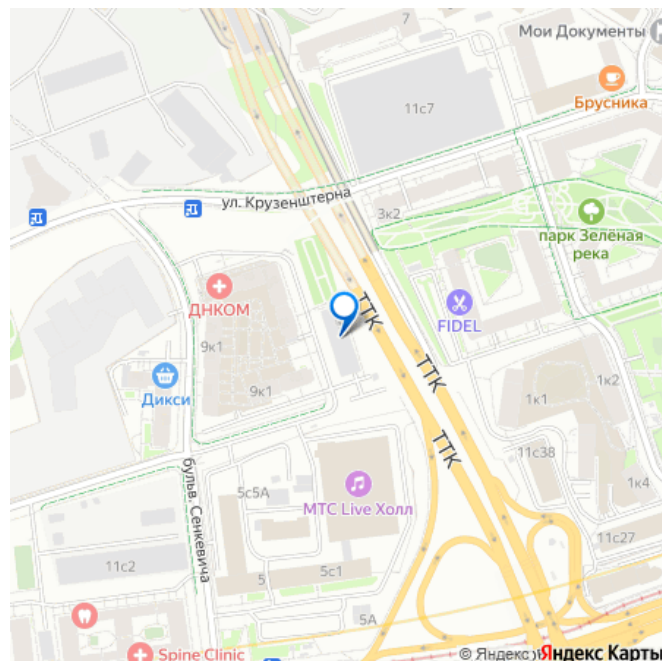 7
Мои Документы
Брусника
11с7
ул. Крузенштерна
3к2
парк Зелёная
река
ДНКОМ
ТТК
FIDEL
9к1
ТТК
Дикси
9к1
1к2
1к1
ТТК
11с38
бульв. Сенкевича
5с5А
МТС Live Холл
1к4
11с2
5
5с1
11с27
5А
Spine Clinic
© Яндекс
Яндекс Карты